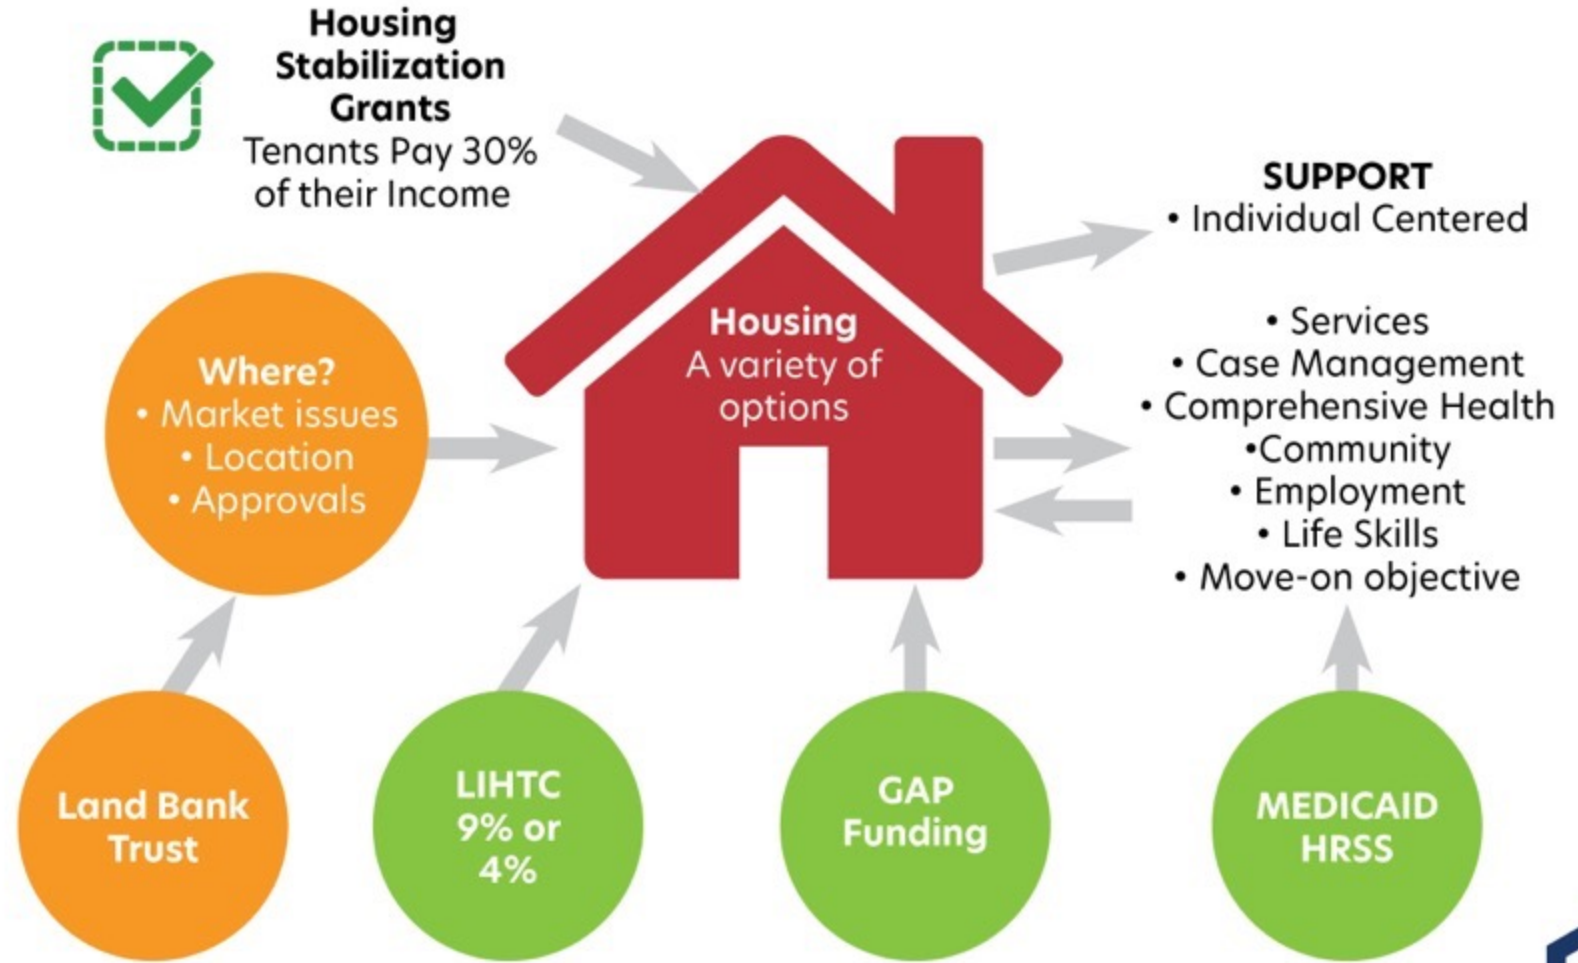 Housing
Stabilization
Grants
Tenants Pay 30%
of their Income
SUPPORT
• Individual Centered
• Services
• Case Management
• Comprehensive Health
•Community
• Employment
• Life Skills
• Move-on objective
Housing
A variety of
options
Where?
• Market issues
• Location
• Approvals
Land Bank
Trust
LIHTC
9% or
4%
GAP
Funding
MEDICAID
HRSS